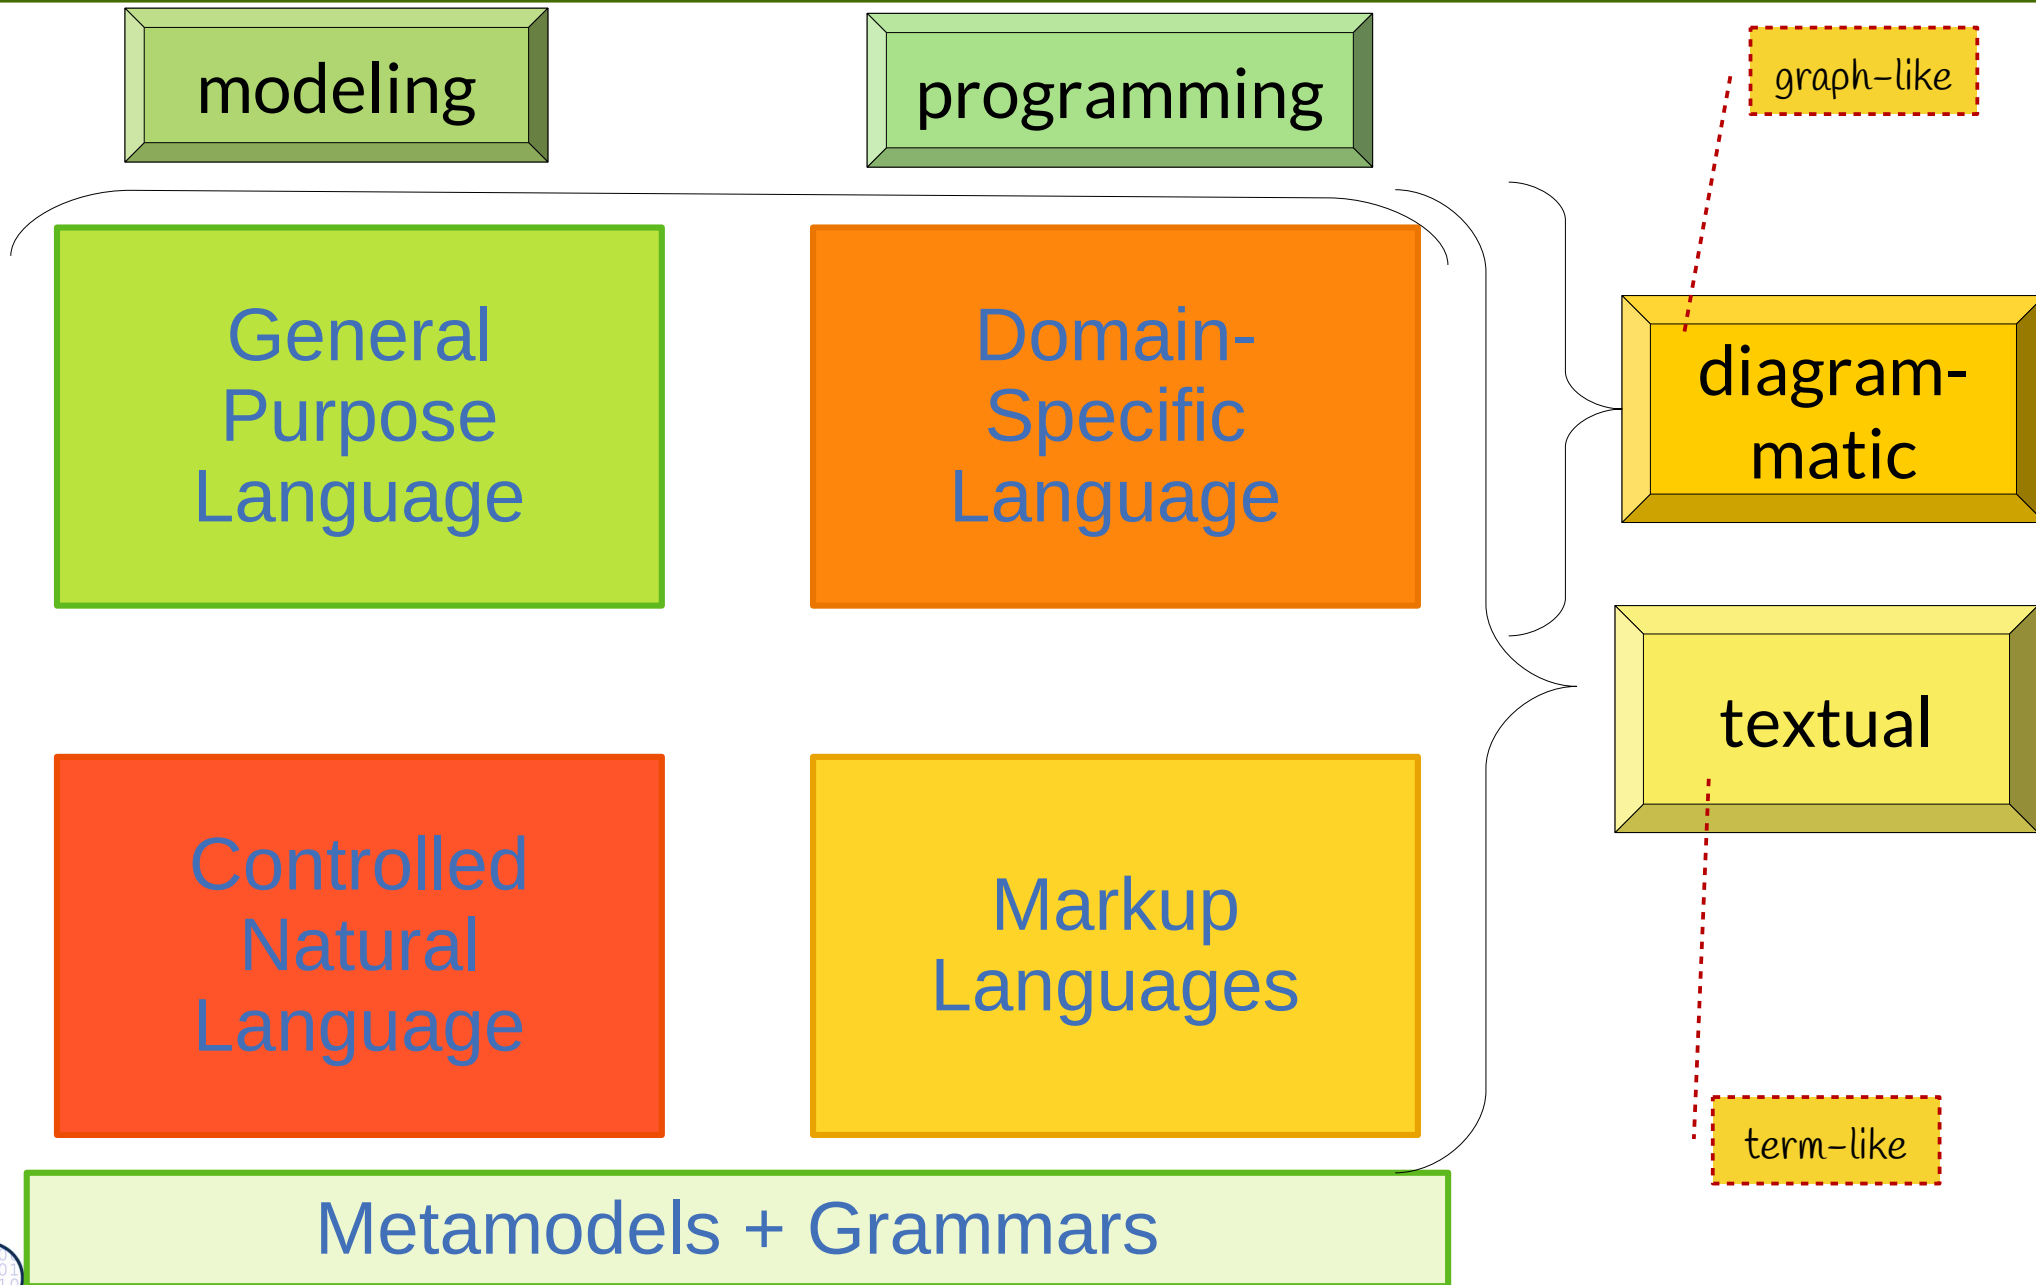 modeling
programming
graph-like
General
Purpose
Language
Domain-
Specific
Language
diagram-
matic
textual
Controlled
Natural
Language
Markup
Languages
term-like
Metamodels + Grammars